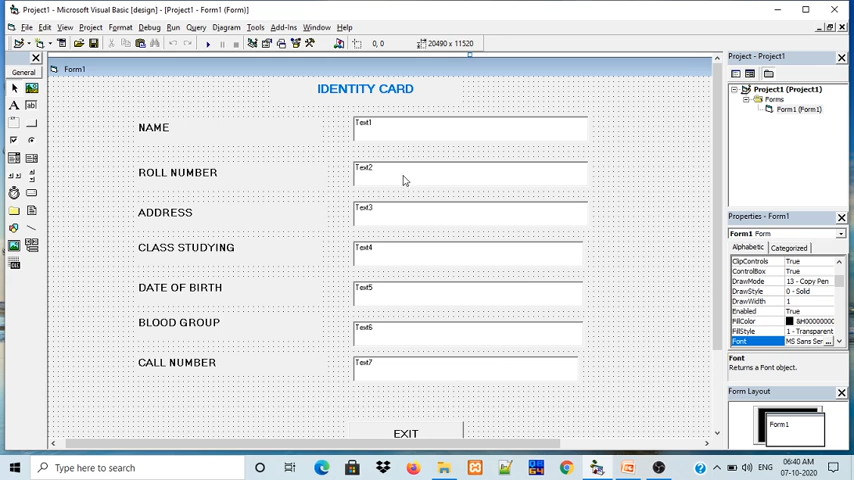 Project1 - Microsoft Visual Basic [design] - [Project1 - Form1 (Form)]
File Edit View Project Format Debug Run Query Diagram Tools Add-Ins Window Help
0, 0 20490 x 11520
General
Form1
IDENTITY CARD
NAME Text1
ROLL NUMBER Text2
ADDRESS Text3
CLASS STUDYING Text4
DATE OF BIRTH Text5
BLOOD GROUP Text6
CALL NUMBER Text7
EXIT
Project - Project1
Project1 (Project1)
Forms
Form1 (Form1)
Properties - Form1
Form1 Form
Alphabetic Categorized
ClipControls True
ControlBox True
DrawMode 13 - Copy Pen
DrawStyle 0 - Solid
DrawWidth 1
Enabled True
FillColor &H0000000
FillStyle 1 - Transparent
Font MS Sans Ser ...
Font
Returns a Font object.
Form Layout
Form1
Type here to search
ENG
06:40 AM
07-10-2020